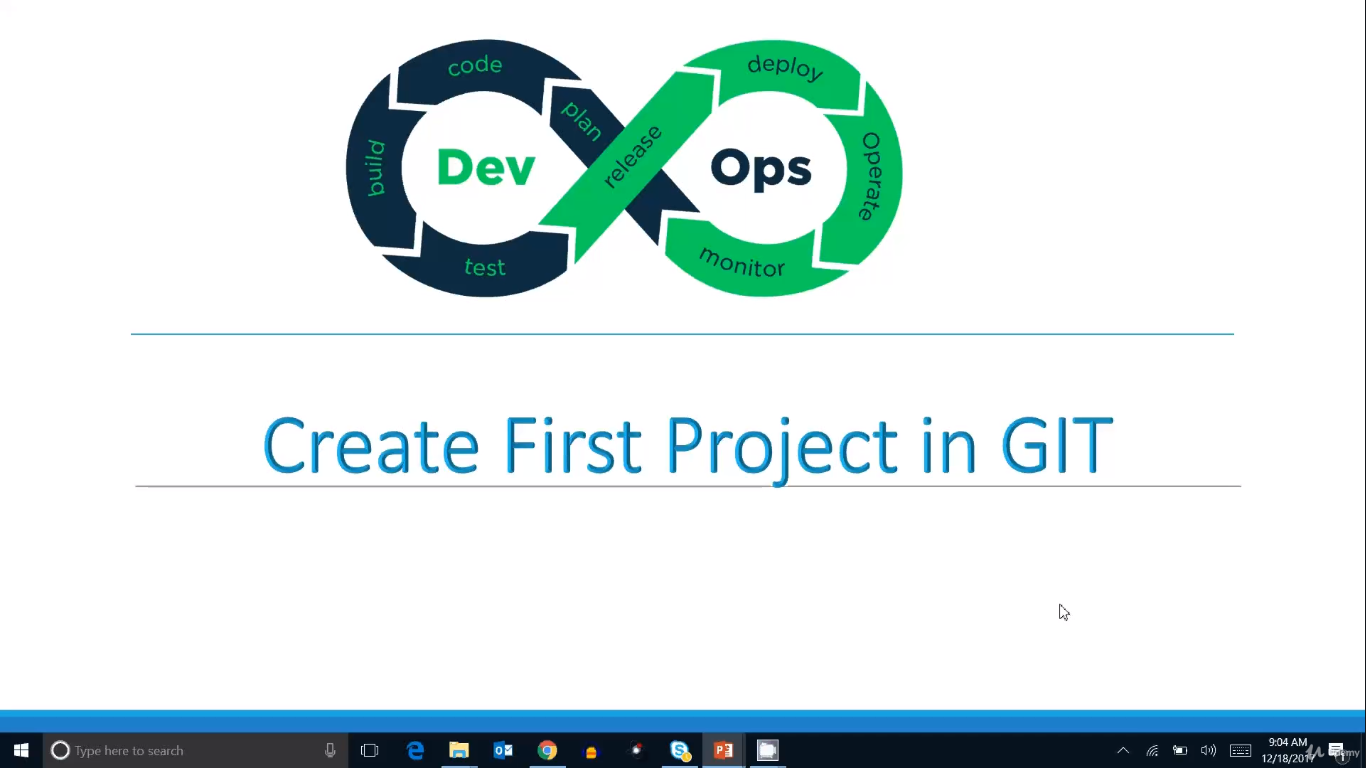 code
deploy
plan
build
Dev
release
Ops
Operate
test
monitor
Create First Project in GIT
Type here to search
9:04 AM